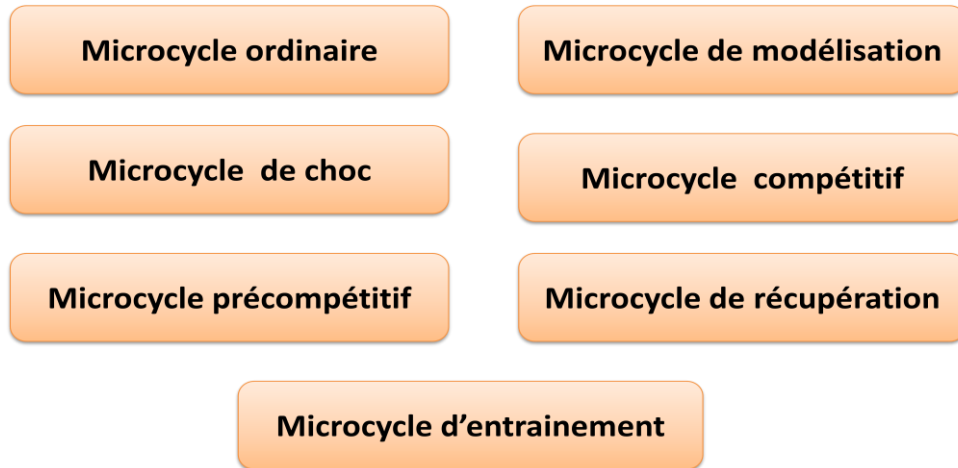 Microcycle ordinaire
Microcycle de modélisation
Microcycle de choc
Microcycle compétitif
Microcycle précompétitif
Microcycle de récupération
Microcycle d’entrainement